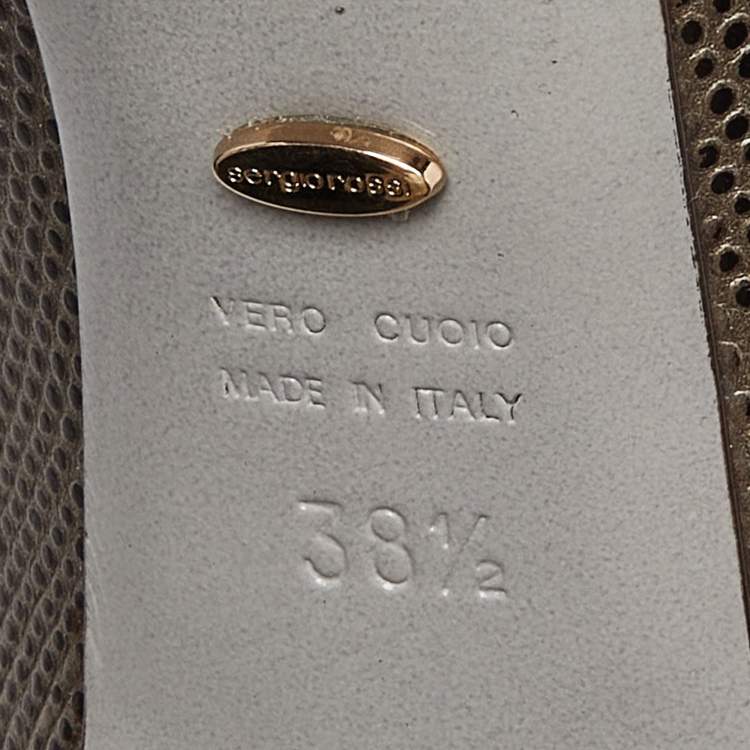 sergiorossi
VERO CUOIO
MADE IN ITALY
38½